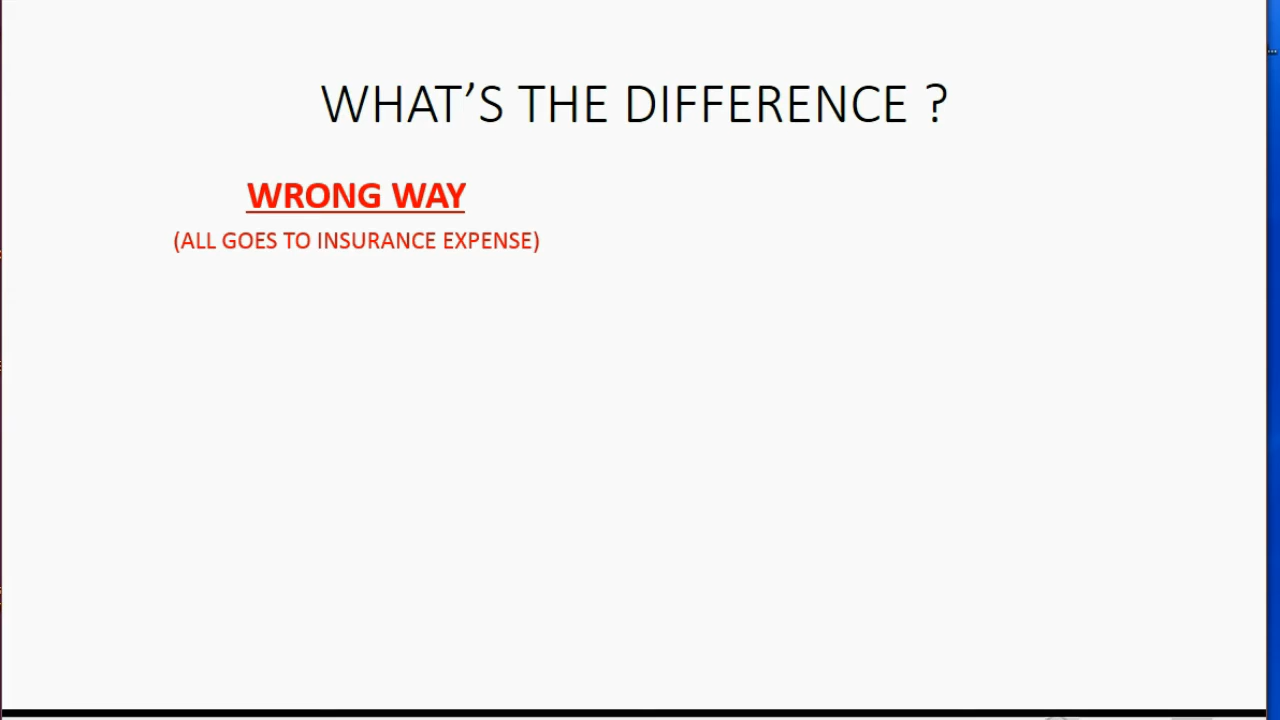 WHAT’S THE DIFFERENCE ?
WRONG WAY
(ALL GOES TO INSURANCE EXPENSE)